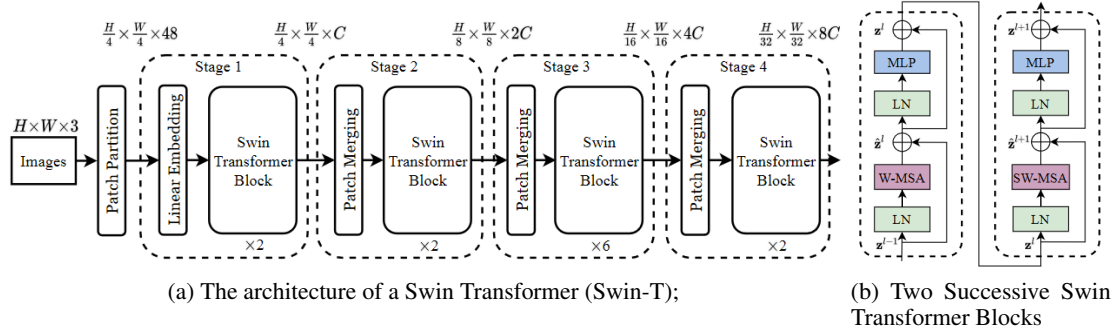 H/4 × W/4 × 48
H/4 × W/4 × C
H/8 × W/8 × 2C
H/16 × W/16 × 4C
H/32 × W/32 × 8C
Stage 1
Stage 2
Stage 3
Stage 4
H×W×3
Images
Patch Partition
Linear Embedding
Swin
Transformer
Block
×2
Patch Merging
Swin
Transformer
Block
×2
Patch Merging
Swin
Transformer
Block
×6
Patch Merging
Swin
Transformer
Block
×2
(a) The architecture of a Swin Transformer (Swin-T);
z^l
MLP
LN
ẑ^l
W-MSA
LN
z^{l-1}
z^{l+1}
MLP
LN
ẑ^{l+1}
SW-MSA
LN
z^l
(b) Two Successive Swin
Transformer Blocks